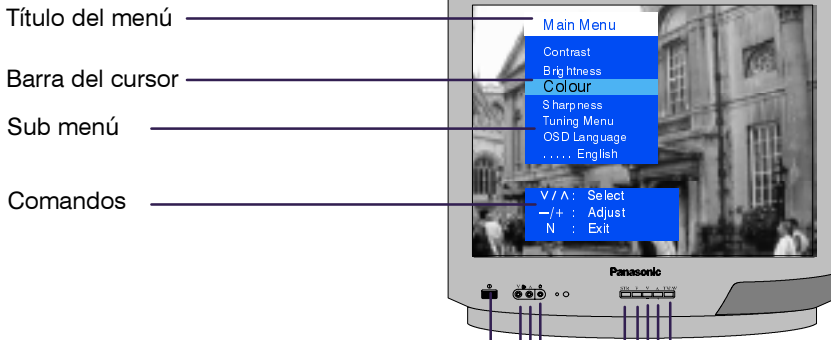 Título del menú
Barra del cursor
Sub menú
Comandos
Main Menu
Contrast
Brightness
Colour
Sharpness
Tuning Menu
OSD Language
..... English
V / Λ : Select
—/+ : Adjust
N : Exit
Panasonic